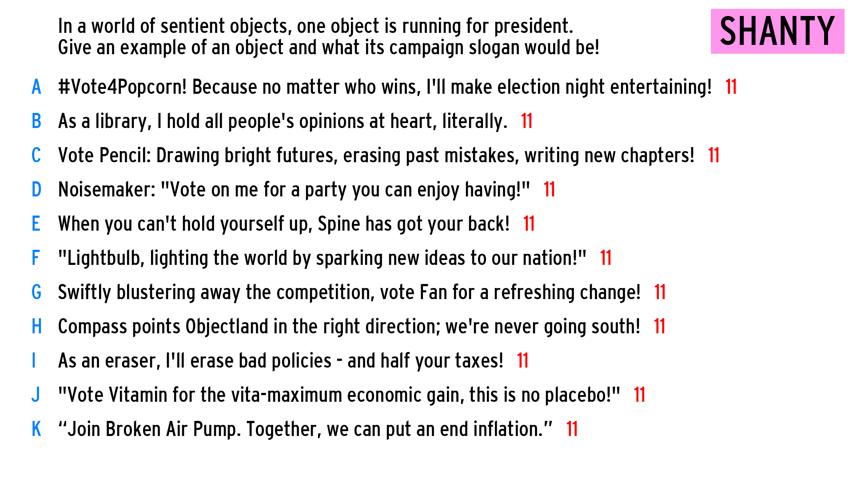 In a world of sentient objects, one object is running for president.
Give an example of an object and what its campaign slogan would be!
SHANTY
A #Vote4Popcorn! Because no matter who wins, I'll make election night entertaining! 11
B As a library, I hold all people's opinions at heart, literally. 11
C Vote Pencil: Drawing bright futures, erasing past mistakes, writing new chapters! 11
D Noisemaker: "Vote on me for a party you can enjoy having!" 11
E When you can't hold yourself up, Spine has got your back! 11
F "Lightbulb, lighting the world by sparking new ideas to our nation!" 11
G Swiftly blustering away the competition, vote Fan for a refreshing change! 11
H Compass points Objectland in the right direction; we're never going south! 11
I As an eraser, I'll erase bad policies - and half your taxes! 11
J "Vote Vitamin for the vita-maximum economic gain, this is no placebo!" 11
K “Join Broken Air Pump. Together, we can put an end inflation.” 11